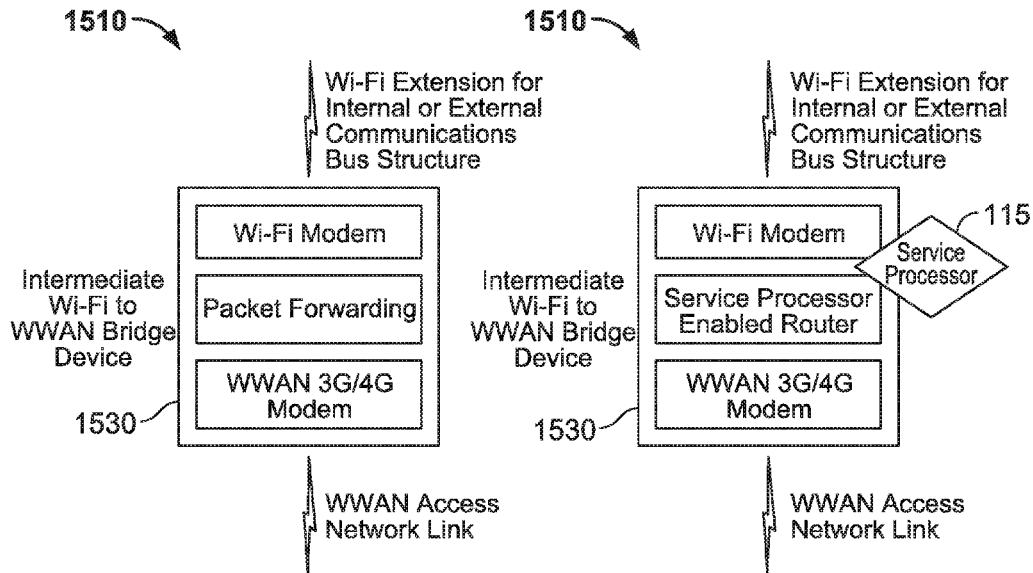 1510
Wi-Fi Extension for
Internal or External
Communications
Bus Structure
Wi-Fi Modem
Intermediate
Wi-Fi to
WWAN Bridge
Device
Packet Forwarding
WWAN 3G/4G
Modem
1530
WWAN Access
Network Link
1510
Wi-Fi Extension for
Internal or External
Communications
Bus Structure
115
Wi-Fi Modem
Service
Processor
Intermediate
Wi-Fi to
WWAN Bridge
Device
Service Processor
Enabled Router
WWAN 3G/4G
Modem
1530
WWAN Access
Network Link